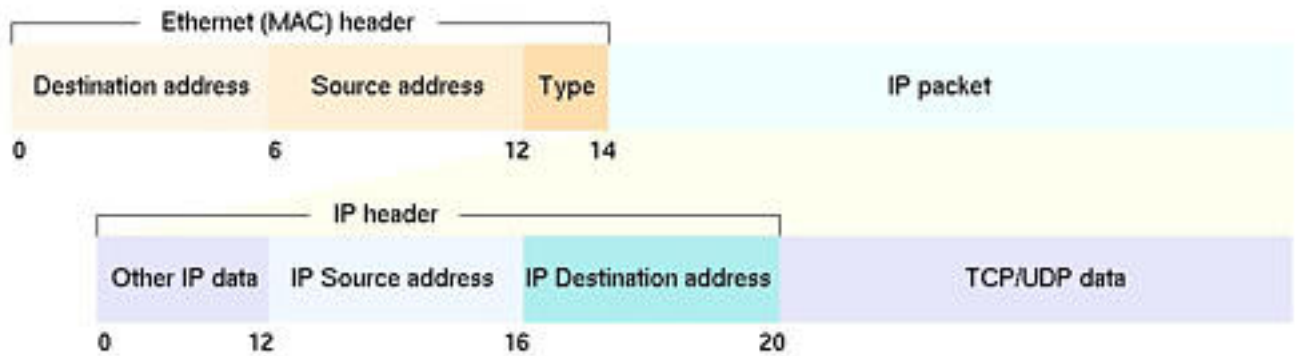 Ethernet (MAC) header
Destination address Source address Type IP packet
0 6 12 14
IP header
Other IP data IP Source address IP Destination address TCP/UDP data
0 12 16 20